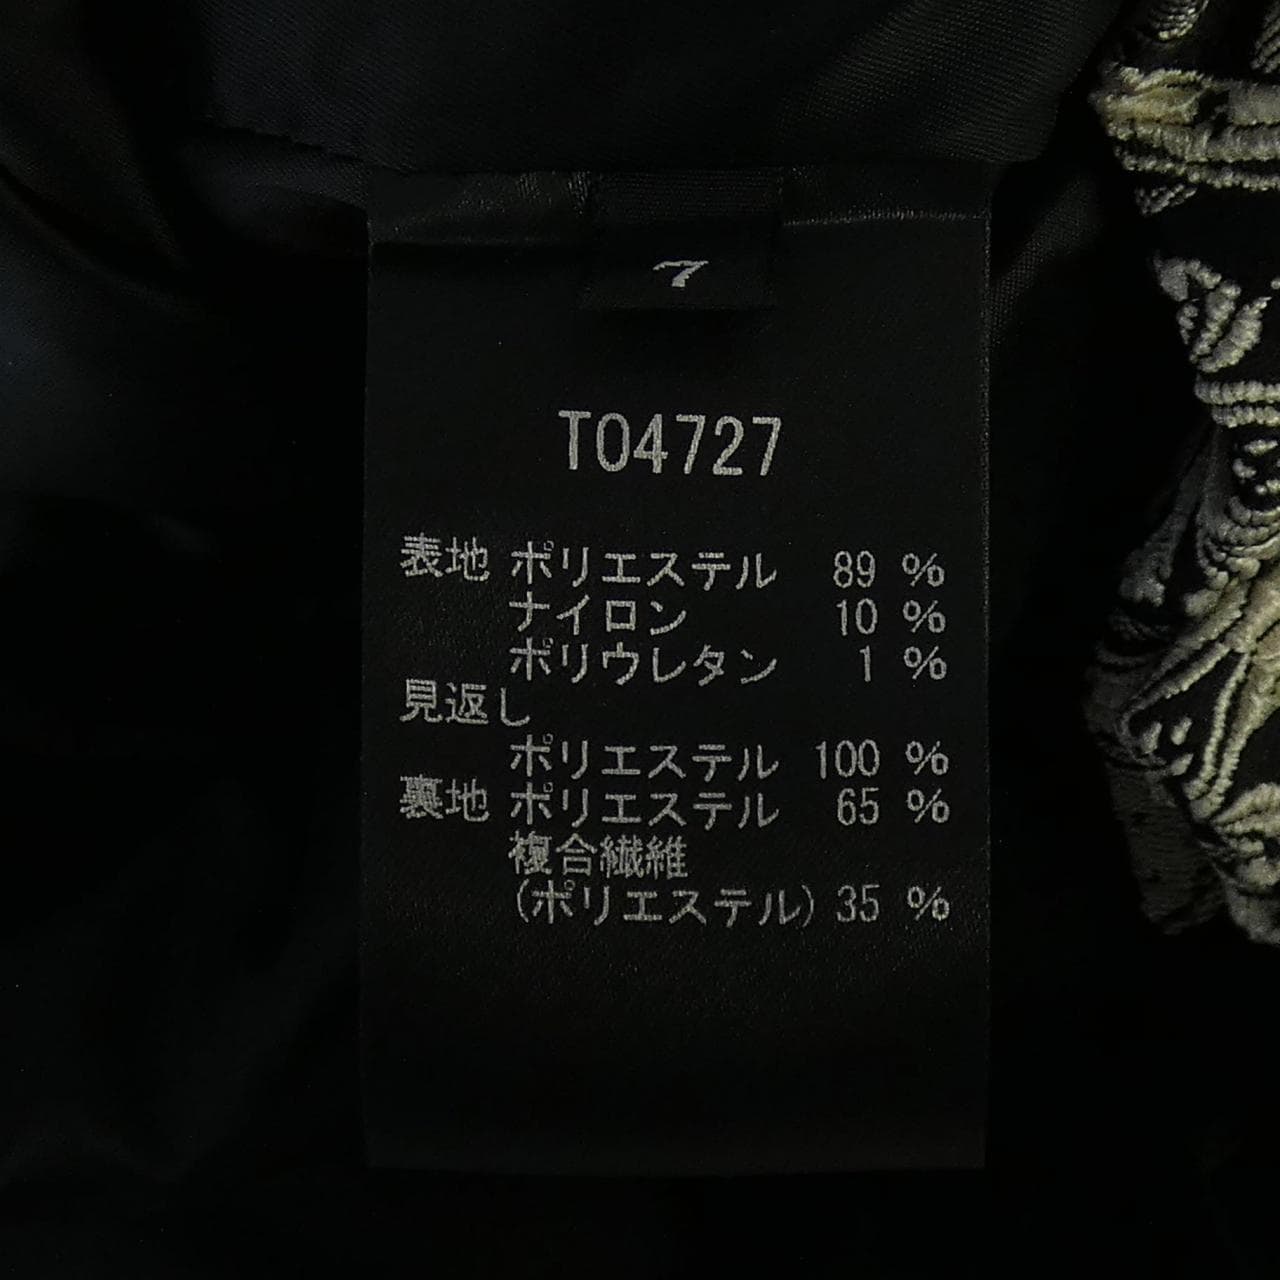 7
T04727
表地 ポリエステル 89 %
ナイロン 10 %
ポリウレタン 1 %
見返し
ポリエステル 100 %
裏地 ポリエステル 65 %
複合繊維
(ポリエステル) 35 %